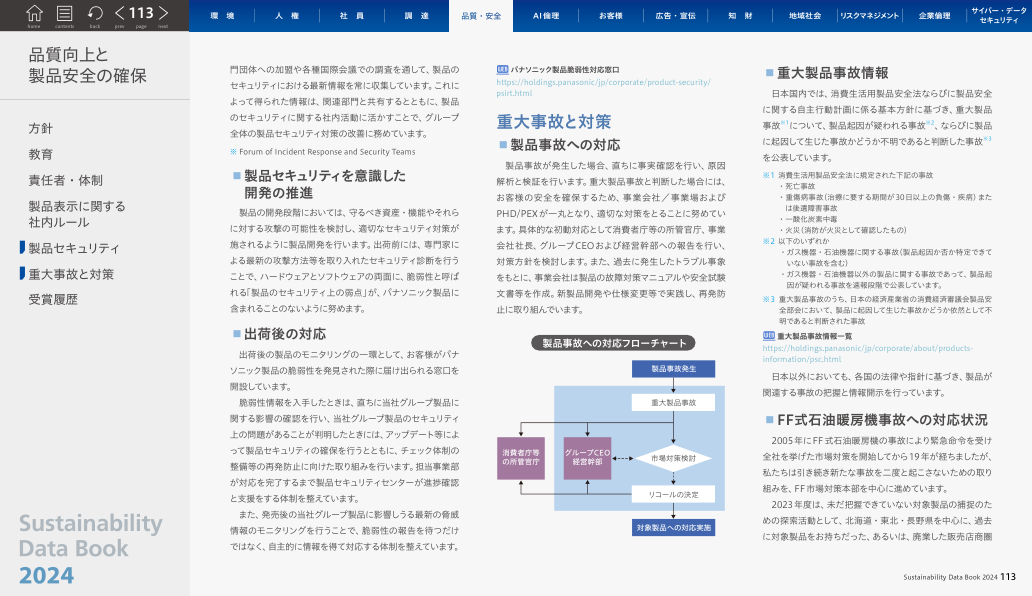 home
contents
back
prev
113
page
next
環 境
人 権
社 員
調 達
品質・安全
AI倫理
お客様
広告・宣伝
知 財
地域社会
リスクマネジメント
企業倫理
サイバー・データ
セキュリティ
品質向上と
製品安全の確保
方針
教育
責任者・体制
製品表示に関する
社内ルール
製品セキュリティ
重大事故と対策
受賞履歴
Sustainability
Data Book
2024
門団体への加盟や各種国際会議での調査を通して、製品の
セキュリティにおける最新情報を常に収集しています。これに
よって得られた情報は、関連部門と共有するとともに、製品
のセキュリティに関する社内活動に活かすことで、グループ
全体の製品セキュリティ対策の改善に務めています。
※ Forum of Incident Response and Security Teams
■ 製品セキュリティを意識した
開発の推進
製品の開発段階においては、守るべき資産・機能やそれら
に対する攻撃の可能性を検討し、適切なセキュリティ対策が
施されるように製品開発を行います。出荷前には、専門家に
よる最新の攻撃方法等を取り入れたセキュリティ診断を行う
ことで、ハードウェアとソフトウェアの両面に、脆弱性と呼ば
れる「製品のセキュリティ上の弱点」が、パナソニック製品に
含まれることのないように努めます。
■ 出荷後の対応
出荷後の製品のモニタリングの一環として、お客様がパナ
ソニック製品の脆弱性を発見された際に届け出られる窓口を
開設しています。
脆弱性情報を入手したときは、直ちに当社グループ製品に
関する影響の確認を行い、当社グループ製品のセキュリティ
上の問題があることが判明したときには、アップデート等によ
って製品セキュリティの確保を行うとともに、チェック体制の
整備等の再発防止に向けた取り組みを行います。担当事業部
が対応を完了するまで製品セキュリティセンターが進捗確認
と支援をする体制を整えています。
また、発売後の当社グループ製品に影響しうる最新の脅威
情報のモニタリングを行うことで、脆弱性の報告を待つだけ
ではなく、自主的に情報を得て対応する体制を整えています。
WEB パナソニック製品脆弱性対応窓口
https://holdings.panasonic/jp/corporate/product-security/
psirt.html
重大事故と対策
■ 製品事故への対応
製品事故が発生した場合、直ちに事実確認を行い、原因
解析と検証を行います。重大製品事故と判断した場合には、
お客様の安全を確保するため、事業会社／事業場および
PHD/PEXが一丸となり、適切な対策をとることに努めてい
ます。具体的な初動対応として消費者庁等の所管官庁、事業
会社社長、グループCEOおよび経営幹部への報告を行い、
対策方針を検討します。また、過去に発生したトラブル事象
をもとに、事業会社は製品の故障対策マニュアルや安全試験
文書等を作成。新製品開発や仕様変更等で実践し、再発防
止に取り組んでいます。
製品事故への対応フローチャート
製品事故発生
重大製品事故
消費者庁等
の所管官庁
グループCEO
経営幹部
市場対策検討
リコールの決定
対象製品への対応実施
■ 重大製品事故情報
日本国内では、消費生活用製品安全法ならびに製品安全
に関する自主行動計画に係る基本方針に基づき、重大製品
事故※1について、製品起因が疑われる事故※2、ならびに製品
に起因して生じた事故かどうか不明であると判断した事故※3
を公表しています。
※1 消費生活用製品安全法に規定された下記の事故
・死亡事故
・重傷病事故(治療に要する期間が30日以上の負傷・疾病)また
は後遺障害事故
・一酸化炭素中毒
・火災(消防が火災として確認したもの)
※2 以下のいずれか
・ガス機器・石油機器に関する事故(製品起因か否か特定できて
いない事故を含む)
・ガス機器・石油機器以外の製品に関する事故であって、製品起
因が疑われる事故を速報段階で公表しています。
※3 重大製品事故のうち、日本の経済産業省の消費経済審議会製品安
全部会において、製品に起因して生じた事故かどうか依然として不
明であると判断された事故
WEB 重大製品事故情報一覧
https://holdings.panasonic/jp/corporate/about/products-
information/psc.html
日本以外においても、各国の法律や指針に基づき、製品が
関連する事故の把握と情報開示を行っています。
■ FF式石油暖房機事故への対応状況
2005年にFF式石油暖房機の事故により緊急命令を受け
全社を挙げた市場対策を開始してから19年が経ちましたが、
私たちは引き続き新たな事故を二度と起こさないための取り
組みを、FF市場対策本部を中心に進めています。
2023年度は、未だ把握できていない対象製品の捕捉のた
めの探索活動として、北海道・東北・長野県を中心に、過去
に対象製品をお持ちだった、あるいは、廃業した販売店商圏
Sustainability Data Book 2024 113